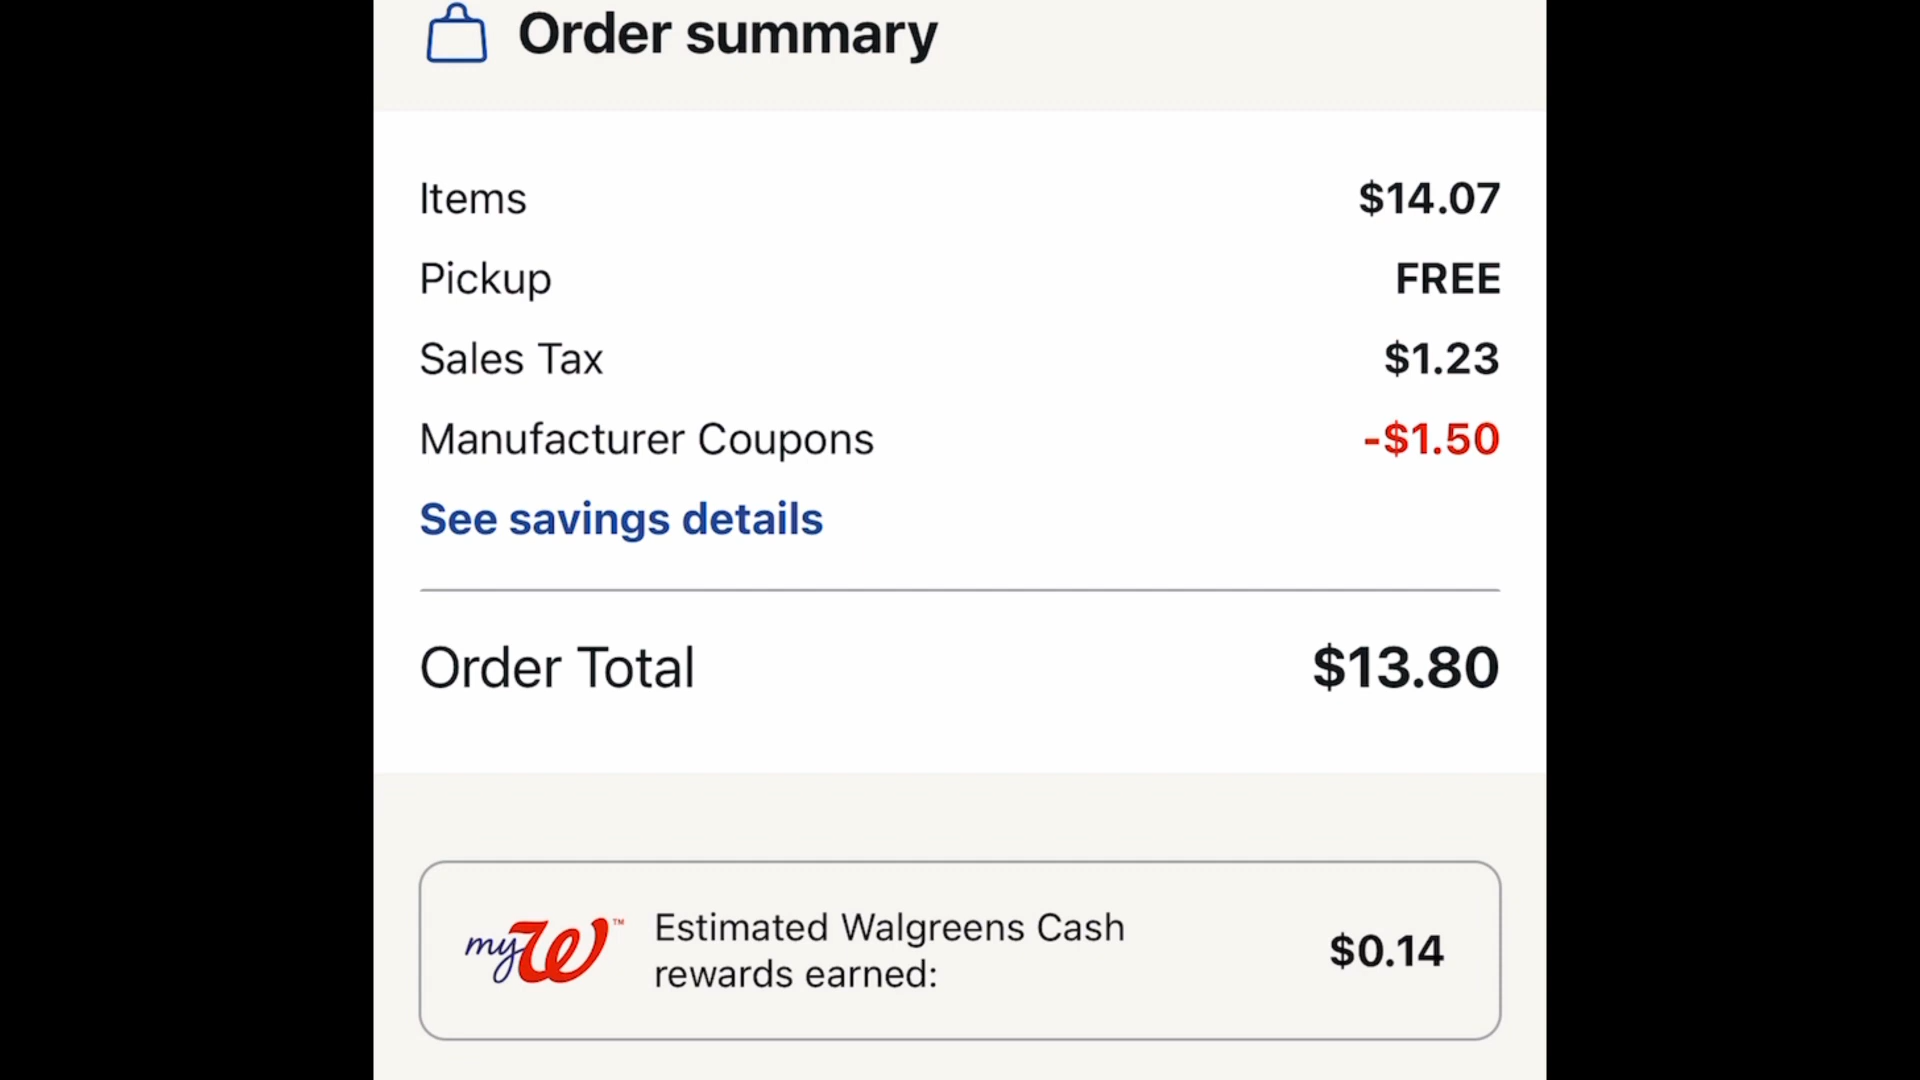 Order summary
Items $14.07
Pickup FREE
Sales Tax $1.23
Manufacturer Coupons -$1.50
See savings details
Order Total $13.80
myW™ Estimated Walgreens Cash
rewards earned: $0.14